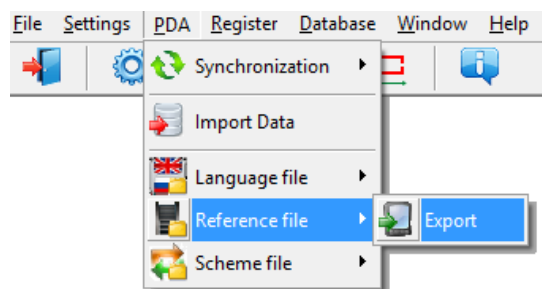 File Settings PDA Register Database Window Help
Synchronization
Import Data
Language file
Reference file Export
Scheme file